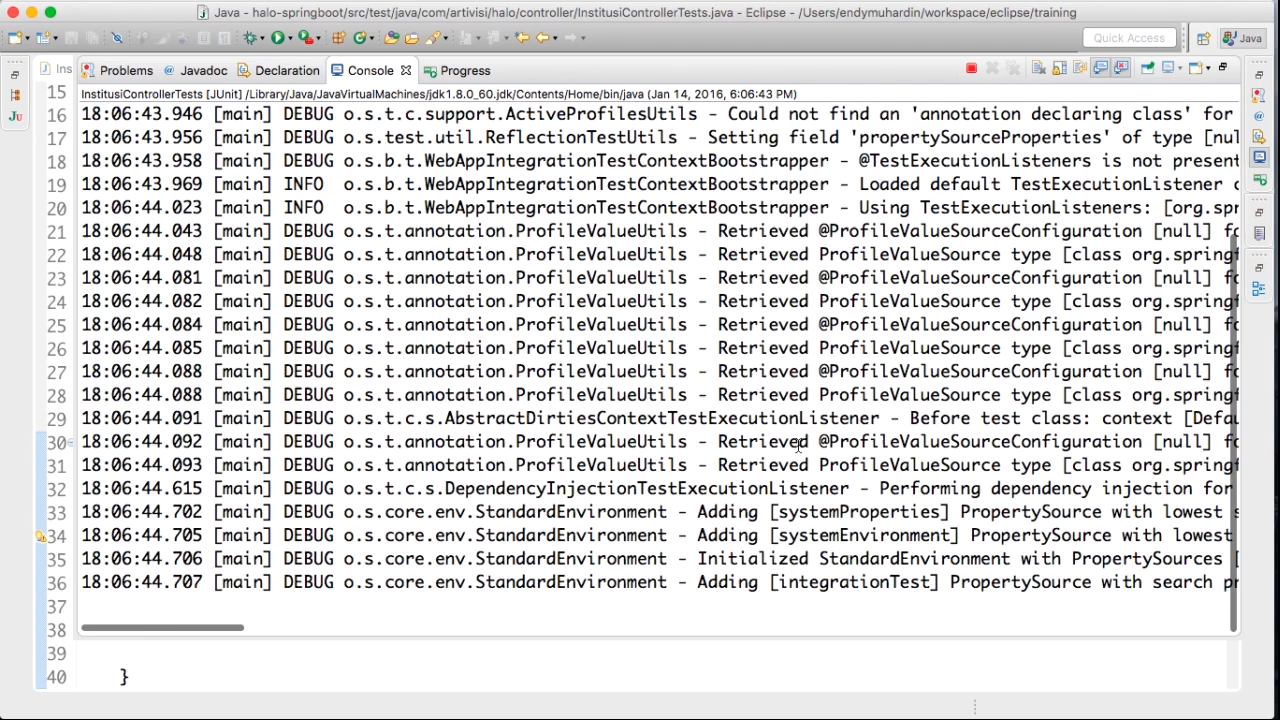 Java - halo-springboot/src/test/java/com/artivisi/halo/controller/InstitusiControllerTests.java - Eclipse - /Users/endymuhardin/workspace/eclipse/training
Quick Access
Java
Ins
Problems
@ Javadoc
Declaration
Console
Progress
InstitusiControllerTests [JUnit] /Library/Java/JavaVirtualMachines/jdk1.8.0_60.jdk/Contents/Home/bin/java (Jan 14, 2016, 6:06:43 PM)
15
16 18:06:43.946 [main] DEBUG o.s.t.c.support.ActiveProfilesUtils - Could not find an 'annotation declaring class' for
17 18:06:43.956 [main] DEBUG o.s.test.util.ReflectionTestUtils - Setting field 'propertySourceProperties' of type [nul
18 18:06:43.958 [main] DEBUG o.s.b.t.WebAppIntegrationTestContextBootstrapper - @TestExecutionListeners is not present
19 18:06:43.969 [main] INFO  o.s.b.t.WebAppIntegrationTestContextBootstrapper - Loaded default TestExecutionListener c
20 18:06:44.023 [main] INFO  o.s.b.t.WebAppIntegrationTestContextBootstrapper - Using TestExecutionListeners: [org.spr
21 18:06:44.043 [main] DEBUG o.s.t.annotation.ProfileValueUtils - Retrieved @ProfileValueSourceConfiguration [null] fo
22 18:06:44.048 [main] DEBUG o.s.t.annotation.ProfileValueUtils - Retrieved ProfileValueSource type [class org.springf
23 18:06:44.081 [main] DEBUG o.s.t.annotation.ProfileValueUtils - Retrieved @ProfileValueSourceConfiguration [null] fo
24 18:06:44.082 [main] DEBUG o.s.t.annotation.ProfileValueUtils - Retrieved ProfileValueSource type [class org.springf
25 18:06:44.084 [main] DEBUG o.s.t.annotation.ProfileValueUtils - Retrieved @ProfileValueSourceConfiguration [null] fo
26 18:06:44.085 [main] DEBUG o.s.t.annotation.ProfileValueUtils - Retrieved ProfileValueSource type [class org.springf
27 18:06:44.088 [main] DEBUG o.s.t.annotation.ProfileValueUtils - Retrieved @ProfileValueSourceConfiguration [null] fo
28 18:06:44.088 [main] DEBUG o.s.t.annotation.ProfileValueUtils - Retrieved ProfileValueSource type [class org.springf
29 18:06:44.091 [main] DEBUG o.s.t.c.s.AbstractDirtiesContextTestExecutionListener - Before test class: context [Defau
30 18:06:44.092 [main] DEBUG o.s.t.annotation.ProfileValueUtils - Retrieved @ProfileValueSourceConfiguration [null] fo
31 18:06:44.093 [main] DEBUG o.s.t.annotation.ProfileValueUtils - Retrieved ProfileValueSource type [class org.springf
32 18:06:44.615 [main] DEBUG o.s.t.c.s.DependencyInjectionTestExecutionListener - Performing dependency injection for
33 18:06:44.702 [main] DEBUG o.s.core.env.StandardEnvironment - Adding [systemProperties] PropertySource with lowest s
34 18:06:44.705 [main] DEBUG o.s.core.env.StandardEnvironment - Adding [systemEnvironment] PropertySource with lowest
35 18:06:44.706 [main] DEBUG o.s.core.env.StandardEnvironment - Initialized StandardEnvironment with PropertySources [
36 18:06:44.707 [main] DEBUG o.s.core.env.StandardEnvironment - Adding [integrationTest] PropertySource with search pr
37
38
39
40 }